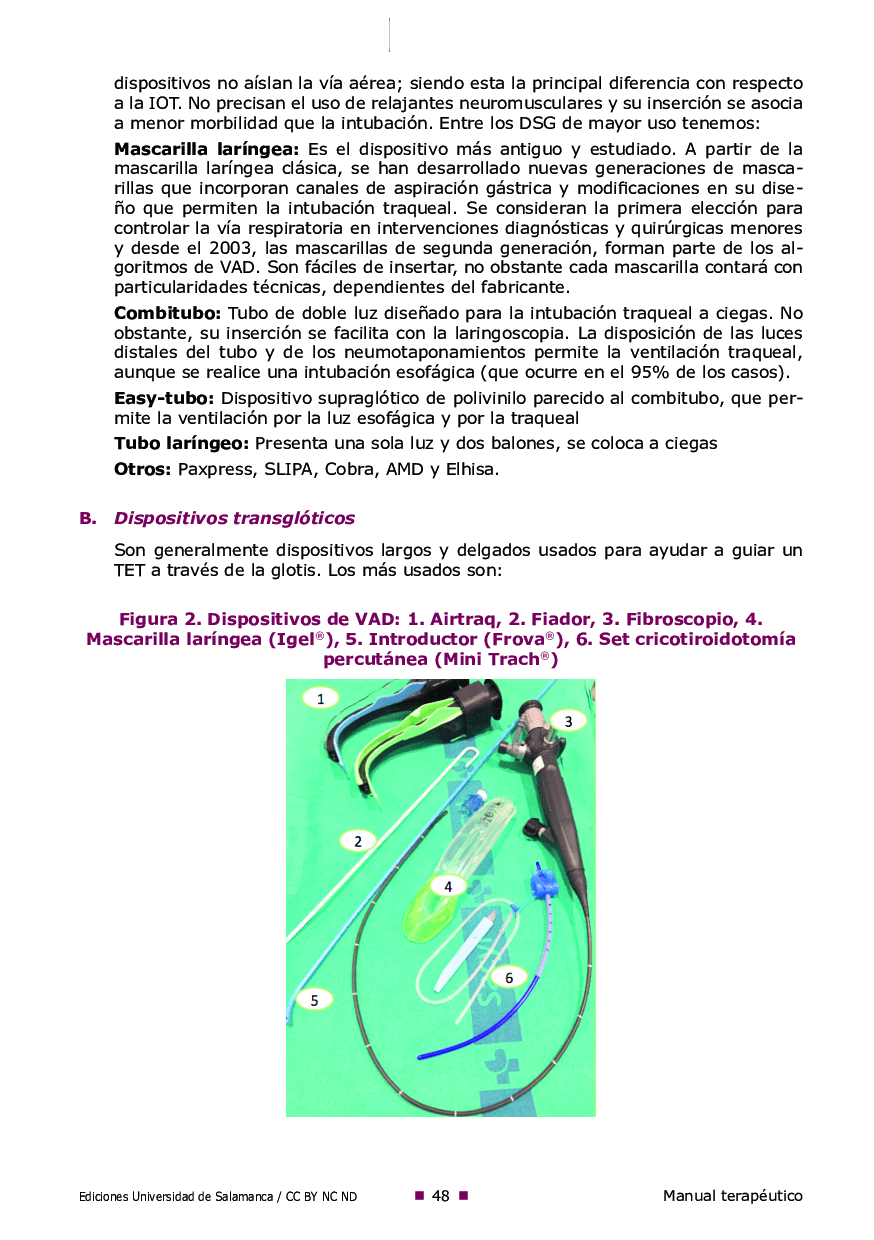 dispositivos no aíslan la vía aérea; siendo esta la principal diferencia con respecto
a la IOT. No precisan el uso de relajantes neuromusculares y su inserción se asocia
a menor morbilidad que la intubación. Entre los DSG de mayor uso tenemos:
Mascarilla laríngea: Es el dispositivo más antiguo y estudiado. A partir de la
mascarilla laríngea clásica, se han desarrollado nuevas generaciones de masca-
rillas que incorporan canales de aspiración gástrica y modificaciones en su dise-
ño que permiten la intubación traqueal. Se consideran la primera elección para
controlar la vía respiratoria en intervenciones diagnósticas y quirúrgicas menores
y desde el 2003, las mascarillas de segunda generación, forman parte de los al-
goritmos de VAD. Son fáciles de insertar, no obstante cada mascarilla contará con
particularidades técnicas, dependientes del fabricante.
Combitubo: Tubo de doble luz diseñado para la intubación traqueal a ciegas. No
obstante, su inserción se facilita con la laringoscopia. La disposición de las luces
distales del tubo y de los neumotaponamientos permite la ventilación traqueal,
aunque se realice una intubación esofágica (que ocurre en el 95% de los casos).
Easy-tubo: Dispositivo supraglótico de polivinilo parecido al combitubo, que per-
mite la ventilación por la luz esofágica y por la traqueal
Tubo laríngeo: Presenta una sola luz y dos balones, se coloca a ciegas
Otros: Paxpress, SLIPA, Cobra, AMD y Elhisa.
B. Dispositivos transglóticos
Son generalmente dispositivos largos y delgados usados para ayudar a guiar un
TET a través de la glotis. Los más usados son:
Figura 2. Dispositivos de VAD: 1. Airtraq, 2. Fiador, 3. Fibroscopio, 4.
Mascarilla laríngea (Igel®), 5. Introductor (Frova®), 6. Set cricotiroidotomía
percutánea (Mini Trach®)
1
3
2
4
6
5
Ediciones Universidad de Salamanca / CC BY NC ND
48
Manual terapéutico